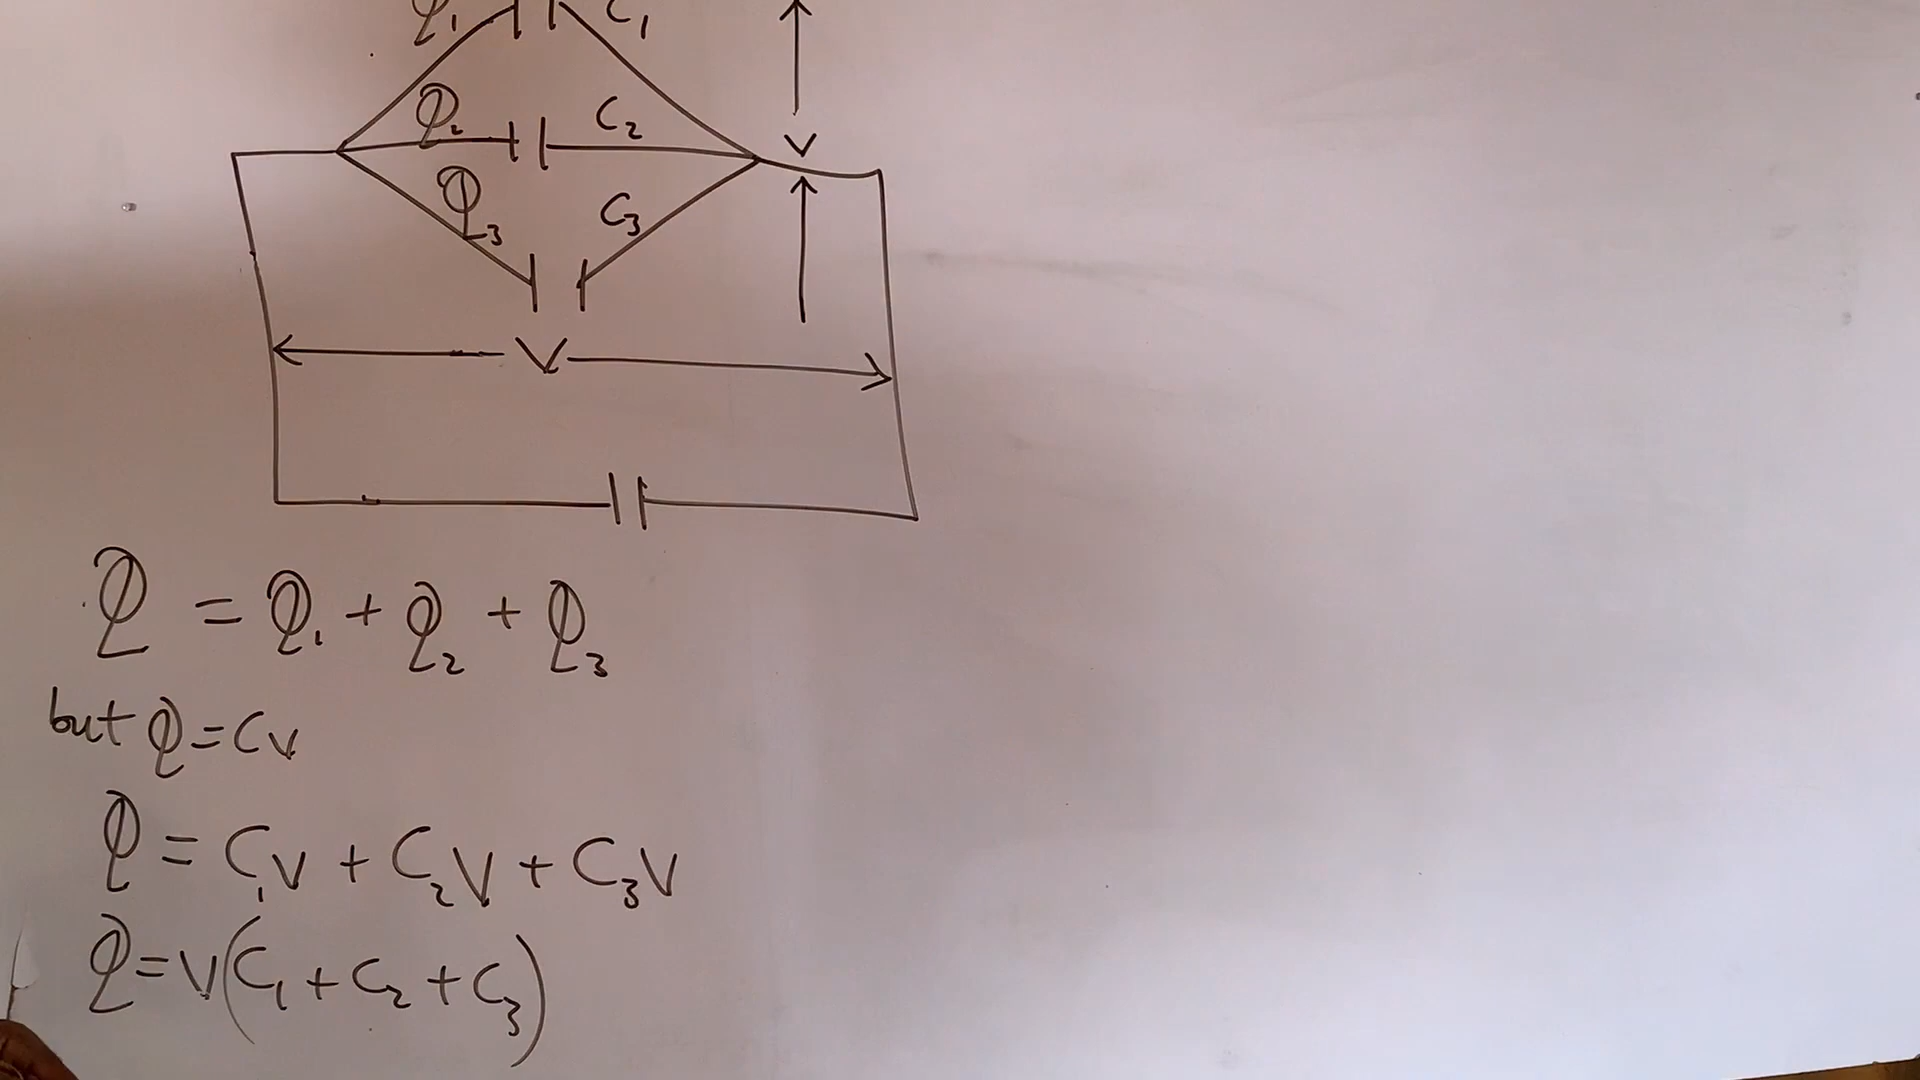 Q₁ C₁
Q₂ C₂
V
Q₃ C₃
V
Q = Q₁ + Q₂ + Q₃
but Q = CV
Q = C₁V + C₂V + C₃V
Q = V(C₁ + C₂ + C₃)